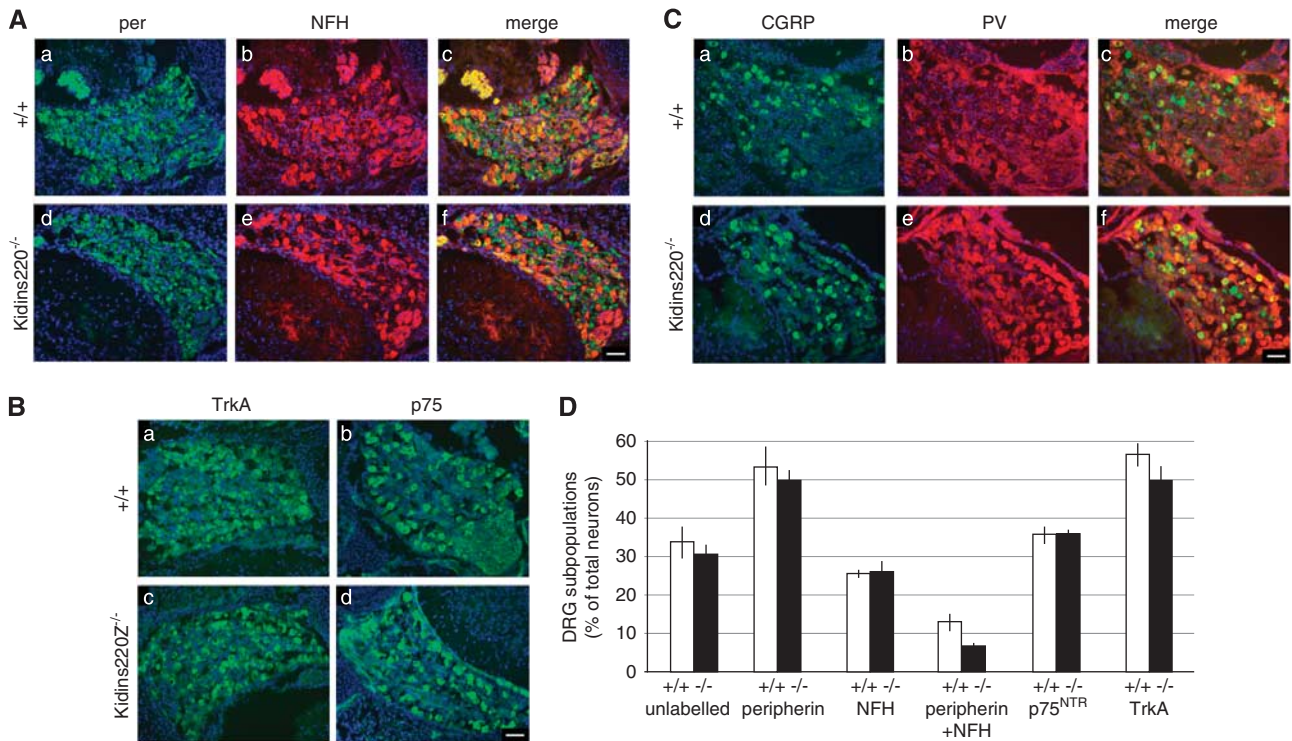 A
per NFH merge
a b c
+/+
d e f
Kidins220-/-
C
CGRP PV merge
a b c
+/+
d e f
Kidins220-/-
B
TrkA p75
a b
+/+
c d
Kidins220Z-/-
D
DRG subpopulations
(% of total neurons)
60
50
40
30
20
10
0
+/+ -/- +/+ -/- +/+ -/- +/+ -/- +/+ -/- +/+ -/-
unlabelled peripherin NFH peripherin p75NTR TrkA
+NFH